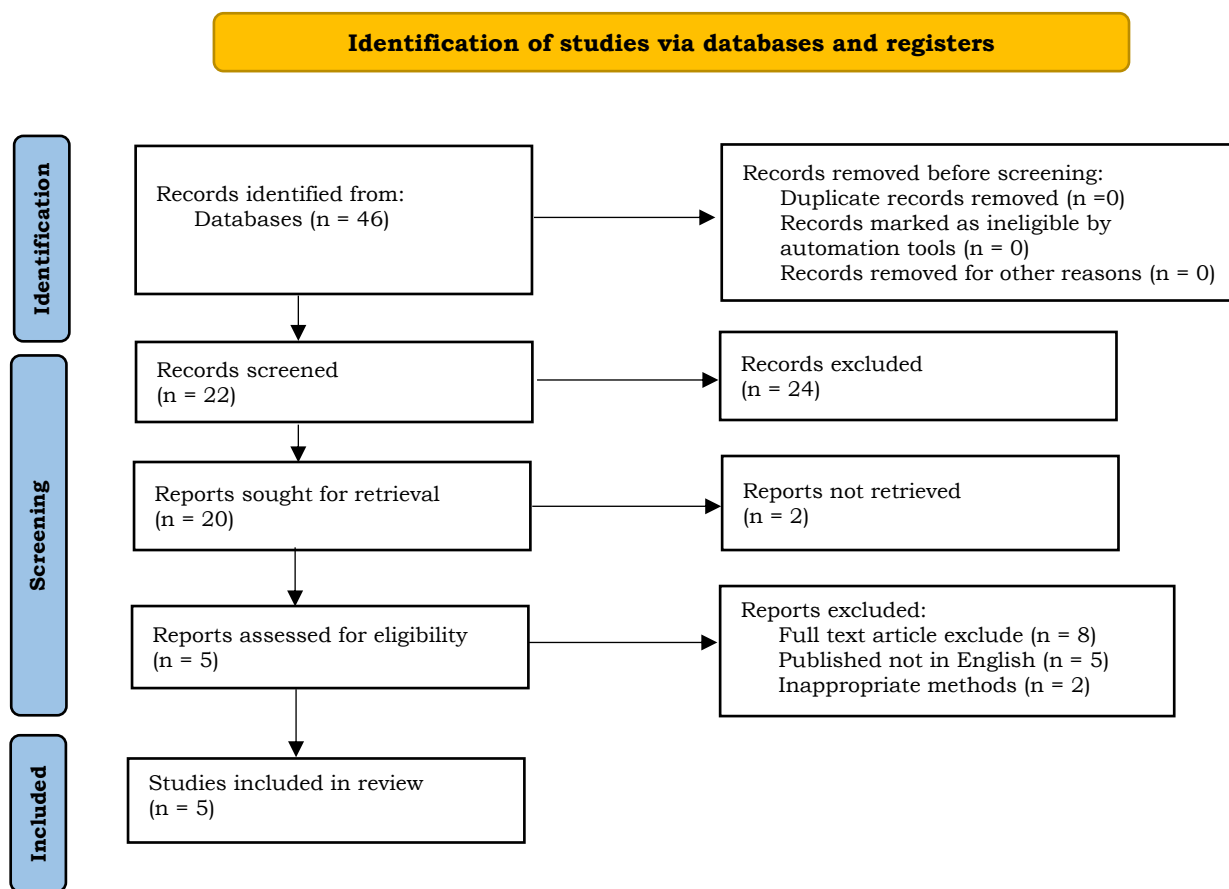 Identification of studies via databases and registers
Identification
Records identified from:
Databases (n = 46)
Records removed before screening:
Duplicate records removed (n =0)
Records marked as ineligible by
automation tools (n = 0)
Records removed for other reasons (n = 0)
Screening
Records screened
(n = 22)
Records excluded
(n = 24)
Reports sought for retrieval
(n = 20)
Reports not retrieved
(n = 2)
Reports assessed for eligibility
(n = 5)
Reports excluded:
Full text article exclude (n = 8)
Published not in English (n = 5)
Inappropriate methods (n = 2)
Included
Studies included in review
(n = 5)